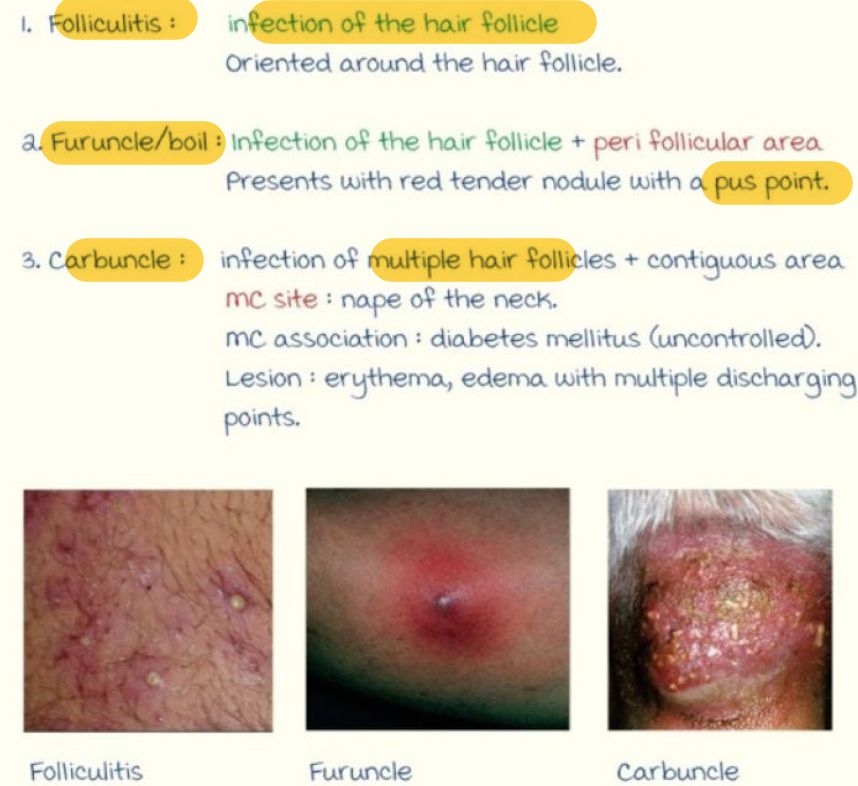 1. Folliculitis : infection of the hair follicle
Oriented around the hair follicle.
2. Furuncle/boil : Infection of the hair follicle + peri follicular area
Presents with red tender nodule with a pus point.
3. Carbuncle : infection of multiple hair follicles + contiguous area
mc site : nape of the neck.
mc association : diabetes mellitus (uncontrolled).
Lesion : erythema, edema with multiple discharging
points.
Folliculitis Furuncle Carbuncle